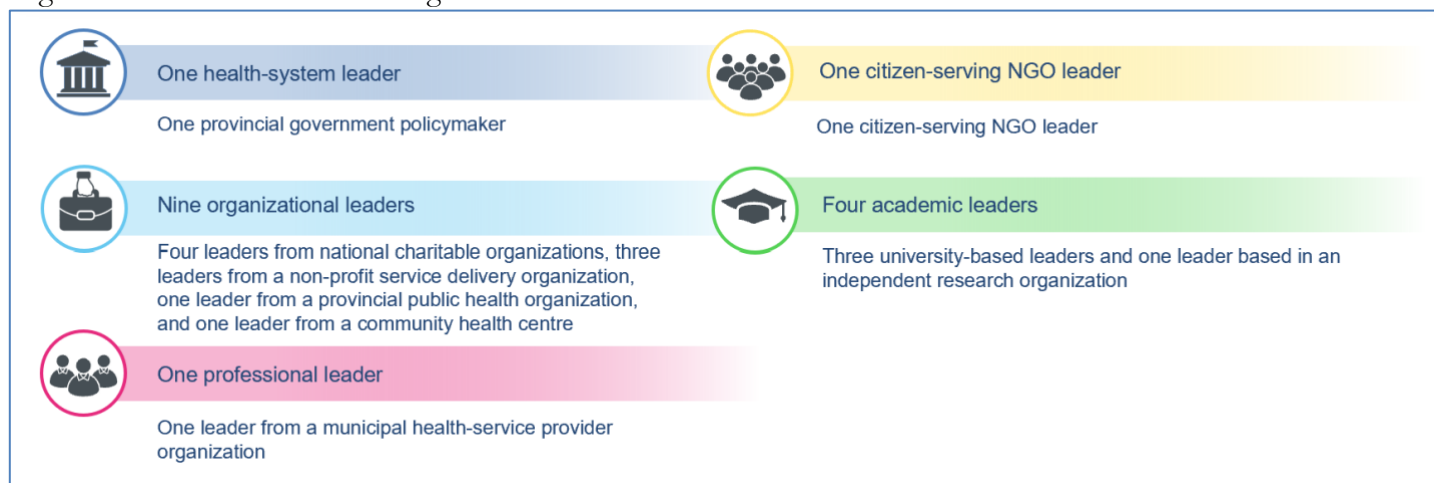 One health-system leader
One provincial government policymaker
Nine organizational leaders
Four leaders from national charitable organizations, three
leaders from a non-profit service delivery organization,
one leader from a provincial public health organization,
and one leader from a community health centre
One professional leader
One leader from a municipal health-service provider
organization
One citizen-serving NGO leader
One citizen-serving NGO leader
Four academic leaders
Three university-based leaders and one leader based in an
independent research organization